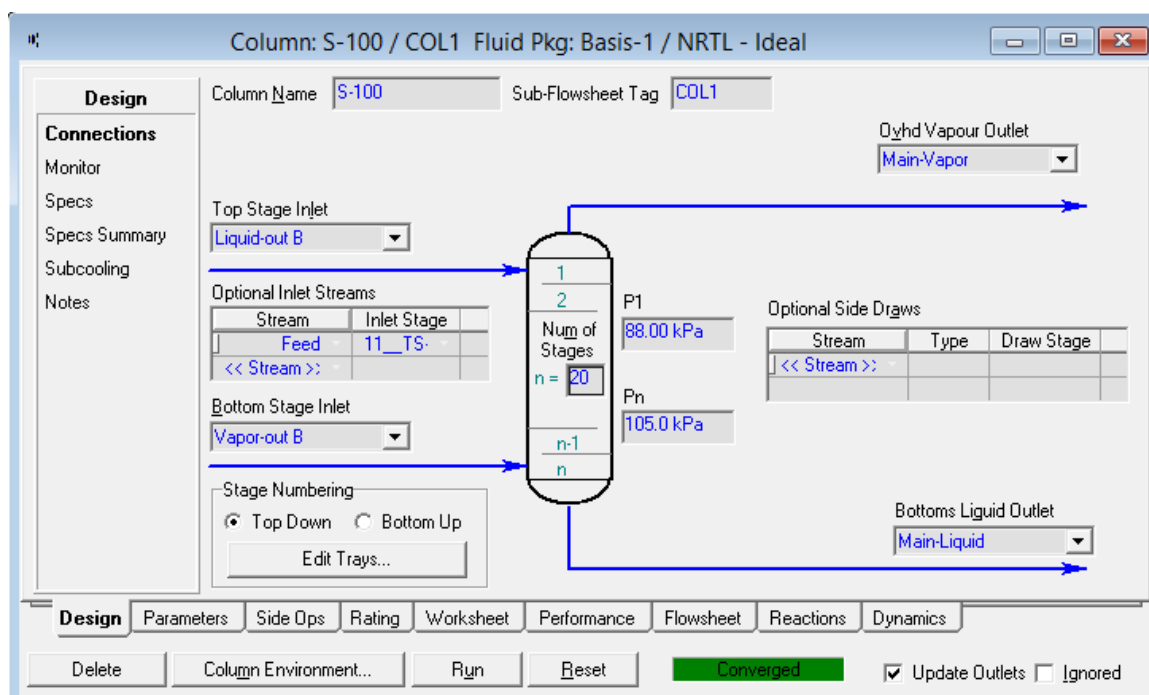 Column: S-100 / COL1 Fluid Pkg: Basis-1 / NRTL - Ideal
Design
Connections
Monitor
Specs
Specs Summary
Subcooling
Notes
Column Name S-100 Sub-Flowsheet Tag COL1
Ovhd Vapour Outlet
Main-Vapor
Top Stage Inlet
Liquid-out B
Optional Inlet Streams
Stream Inlet Stage
Feed 11__TS-
<< Stream >>
Bottom Stage Inlet
Vapor-out B
Stage Numbering
Top Down Bottom Up
Edit Trays...
1
2
Num of
Stages
n = 20
n-1
n
P1
88.00 kPa
Pn
105.0 kPa
Optional Side Draws
Stream Type Draw Stage
<< Stream >>
Bottoms Liquid Outlet
Main-Liquid
Design Parameters Side Ops Rating Worksheet Performance Flowsheet Reactions Dynamics
Delete Column Environment... Run Reset Converged Update Outlets Ignored